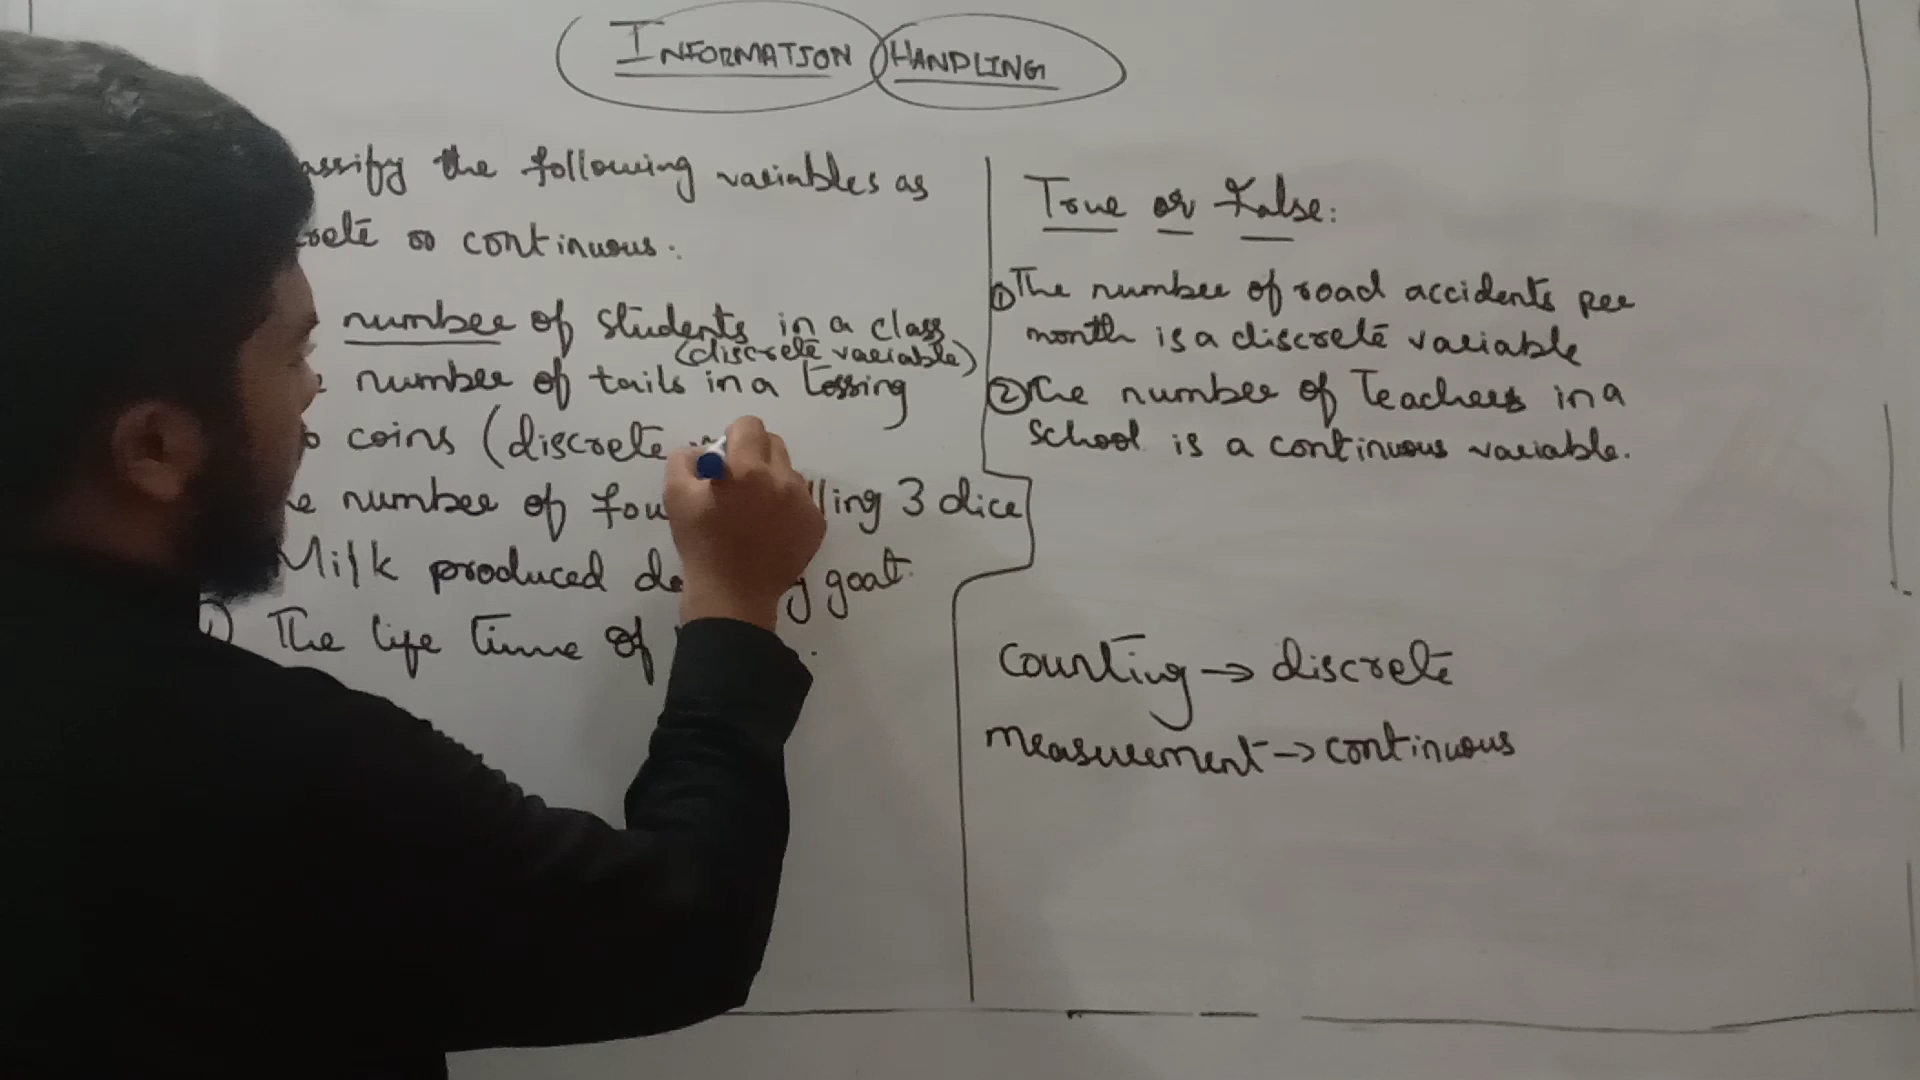 INFORMATION HANDLING
assify the following variables as
rete or continuous.
number of students in a class
(discrete variable)
number of tails in a tossing
coins (discrete
e number of fou lling 3 dice
Milk produced by goat.
The life time of
True or False:
① The number of road accidents per
month is a discrete variable
② The number of Teachers in a
School is a continuous variable.
counting → discrete
measurement → continuous